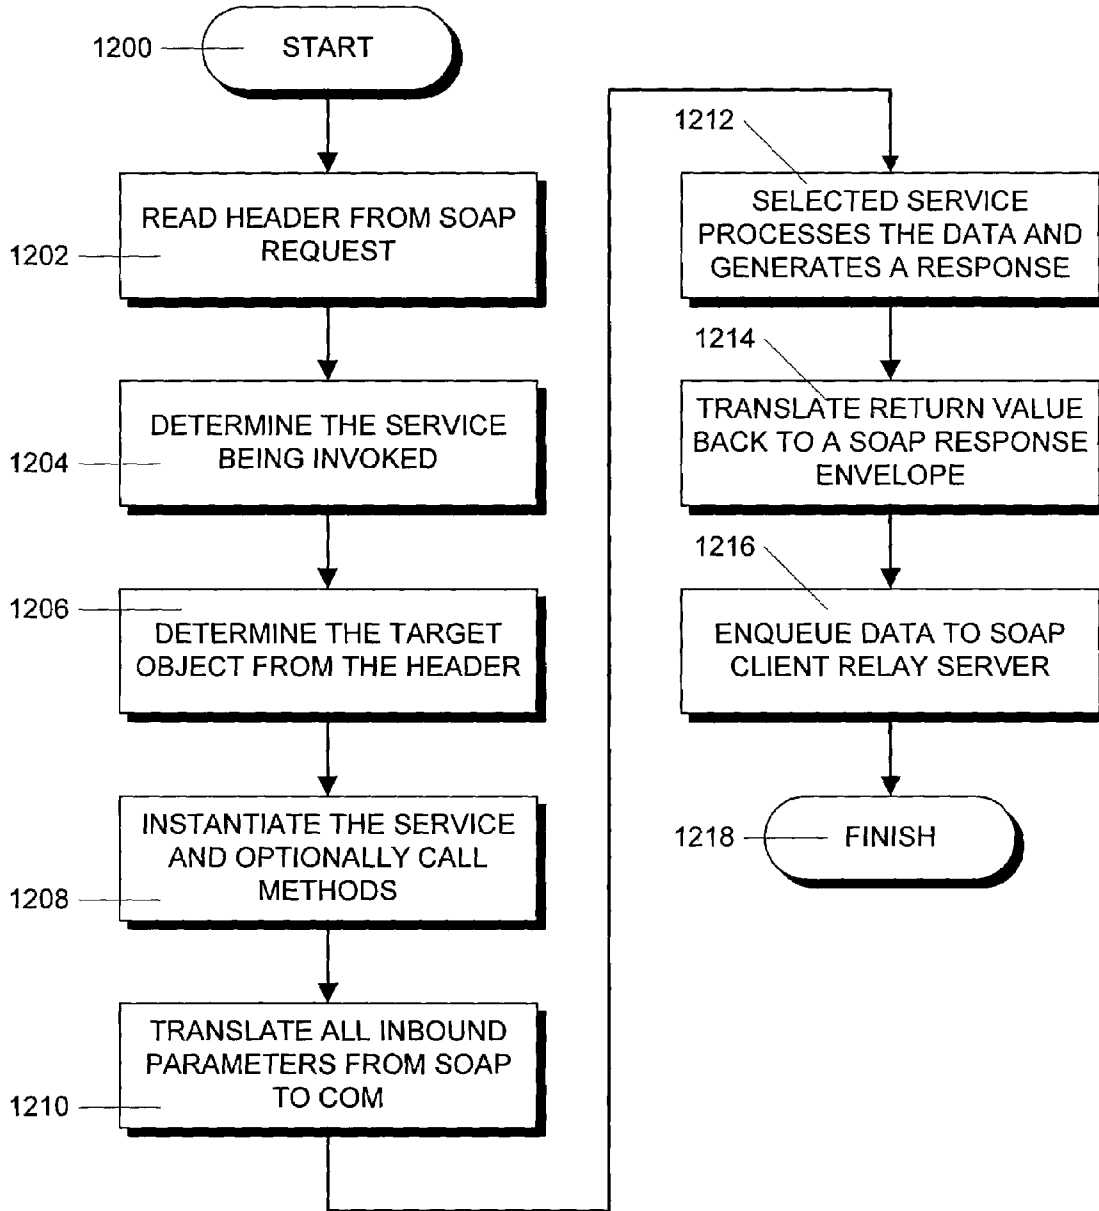 1200
START
READ HEADER FROM SOAP
REQUEST
1202
DETERMINE THE SERVICE
BEING INVOKED
1204
1206
DETERMINE THE TARGET
OBJECT FROM THE HEADER
INSTANTIATE THE SERVICE
AND OPTIONALLY CALL
METHODS
1208
TRANSLATE ALL INBOUND
PARAMETERS FROM SOAP
TO COM
1210
1212
SELECTED SERVICE
PROCESSES THE DATA AND
GENERATES A RESPONSE
1214
TRANSLATE RETURN VALUE
BACK TO A SOAP RESPONSE
ENVELOPE
1216
ENQUEUE DATA TO SOAP
CLIENT RELAY SERVER
1218
FINISH